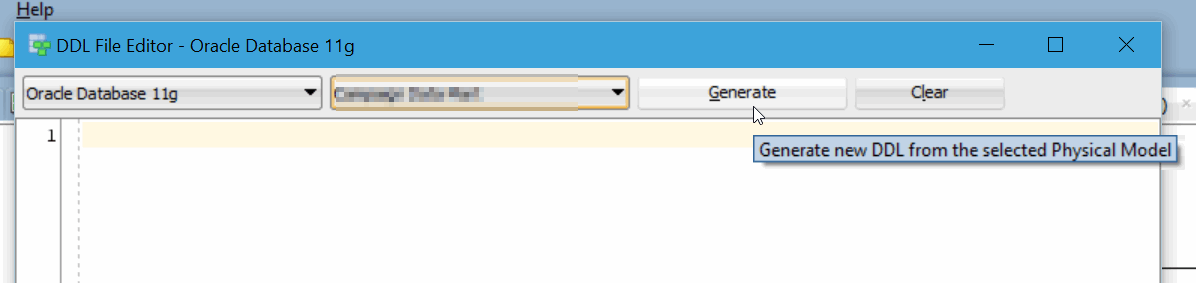 Help
DDL File Editor - Oracle Database 11g
Oracle Database 11g
Generate
Clear
)
1
Generate new DDL from the selected Physical Model